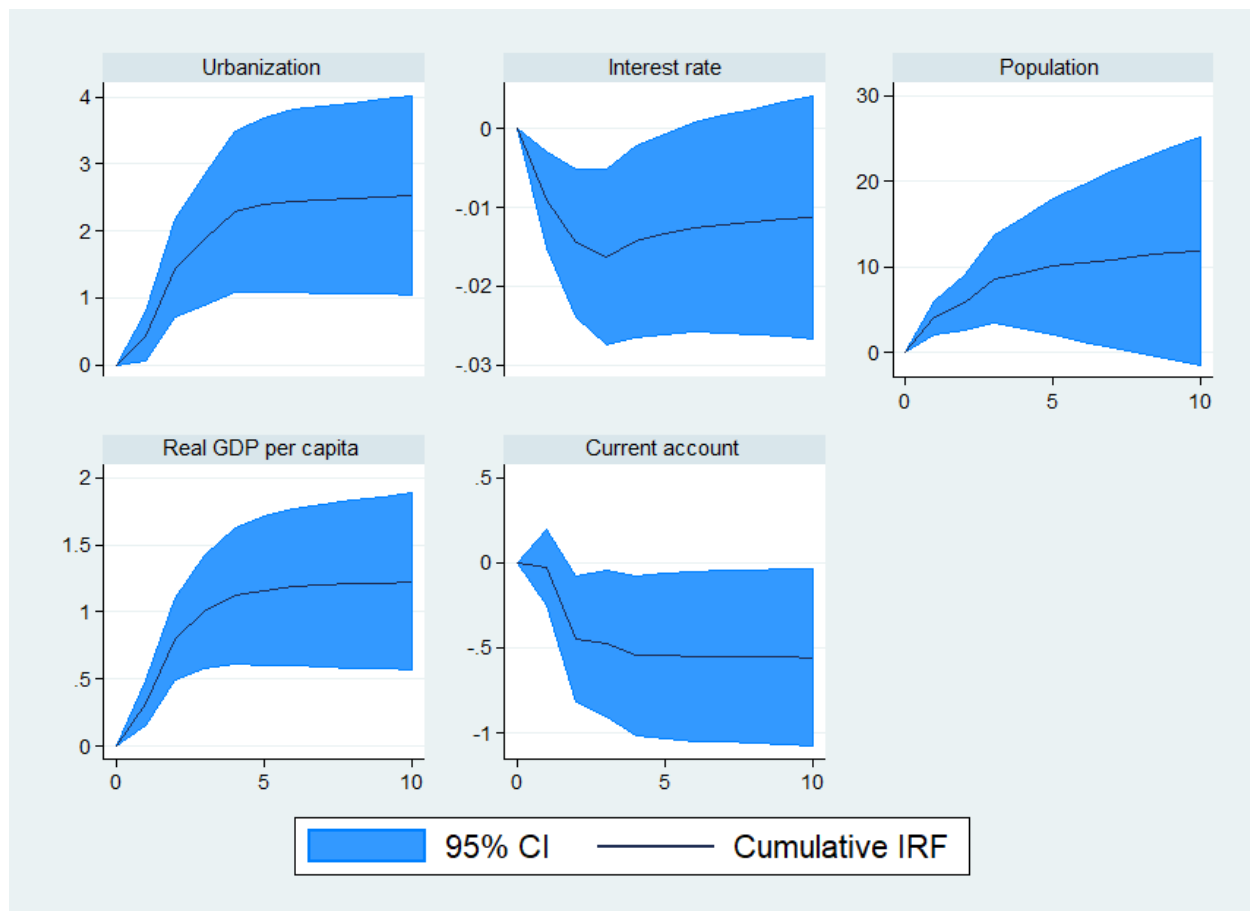 Urbanization
4
3
2
1
0
Interest rate
0
-.01
-.02
-.03
Population
30
20
10
0
0 5 10
Real GDP per capita
2
1.5
1
.5
0
0 5 10
Current account
.5
0
-.5
-1
0 5 10
95% CI Cumulative IRF